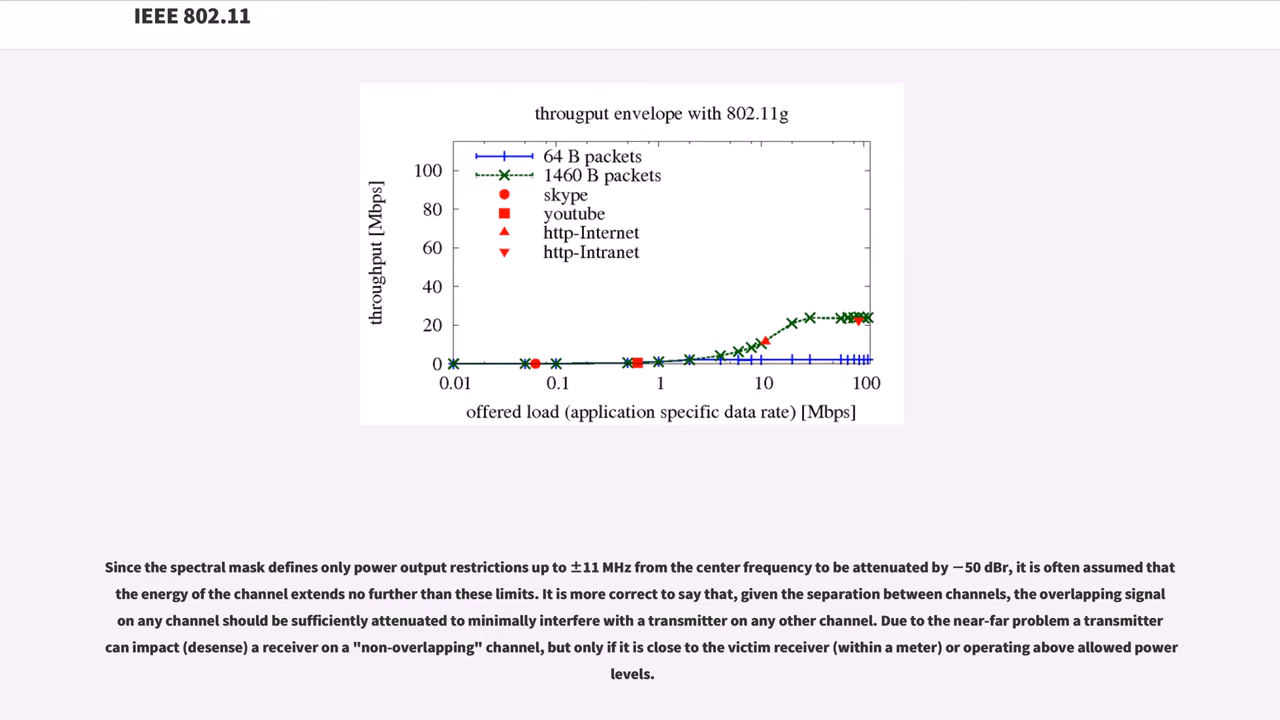 IEEE 802.11
througput envelope with 802.11g
64 B packets
1460 B packets
skype
youtube
http-Internet
http-Intranet
throughput [Mbps]
100
80
60
40
20
0
0.01 0.1 1 10 100
offered load (application specific data rate) [Mbps]
Since the spectral mask defines only power output restrictions up to ±11 MHz from the center frequency to be attenuated by −50 dBr, it is often assumed that
the energy of the channel extends no further than these limits. It is more correct to say that, given the separation between channels, the overlapping signal
on any channel should be sufficiently attenuated to minimally interfere with a transmitter on any other channel. Due to the near-far problem a transmitter
can impact (desense) a receiver on a "non-overlapping" channel, but only if it is close to the victim receiver (within a meter) or operating above allowed power
levels.